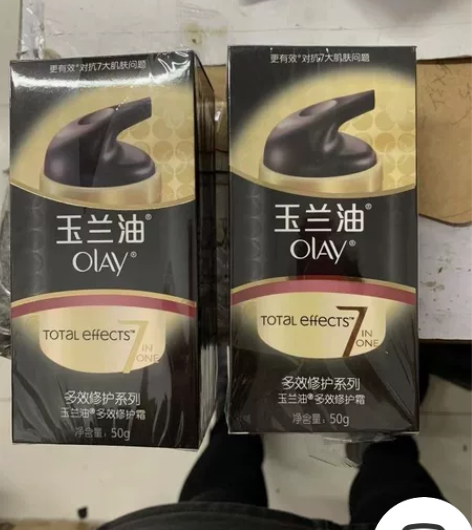 更有效*对抗7大肌肤问题
玉兰油®
OLAY®
TOTAL effects™ 7 IN ONE
多效修护系列
玉兰油®多效修护霜
净含量：50g
更有效*对抗7大肌肤问题
玉兰油®
OLAY®
TOTAL effects™ 7 IN ONE
多效修护系列
玉兰油®多效修护霜
净含量：50g